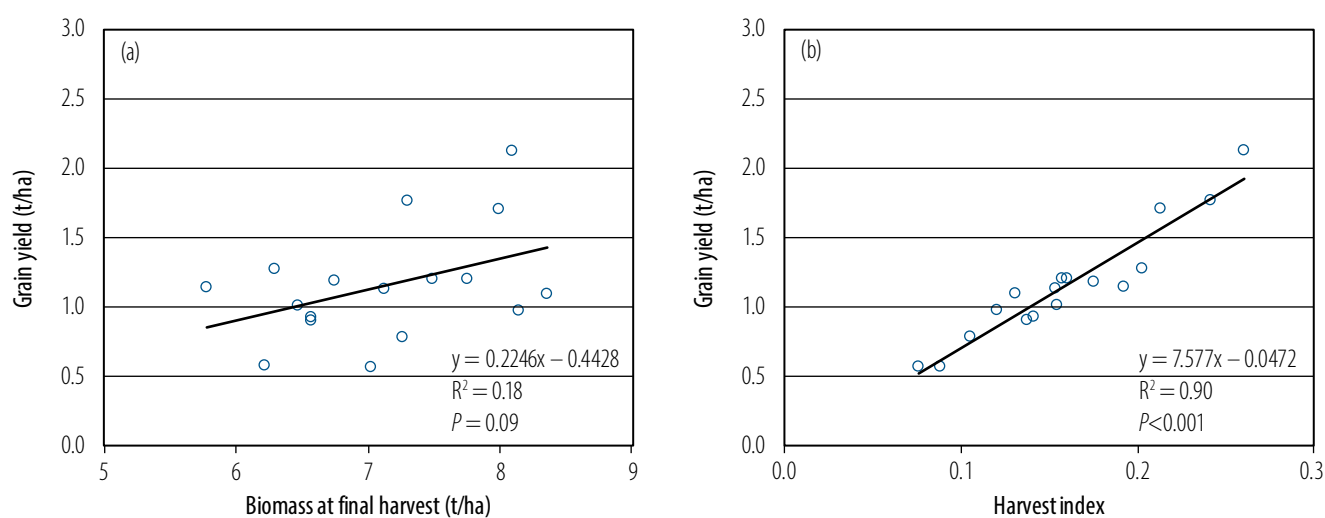 (a)
3.0
2.5
2.0
1.5
1.0
0.5
0.0
Grain yield (t/ha)
5 6 7 8 9
Biomass at final harvest (t/ha)
y = 0.2246x – 0.4428
R² = 0.18
P = 0.09
(b)
3.0
2.5
2.0
1.5
1.0
0.5
0.0
Grain yield (t/ha)
0.0 0.1 0.2 0.3
Harvest index
y = 7.577x – 0.0472
R² = 0.90
P<0.001